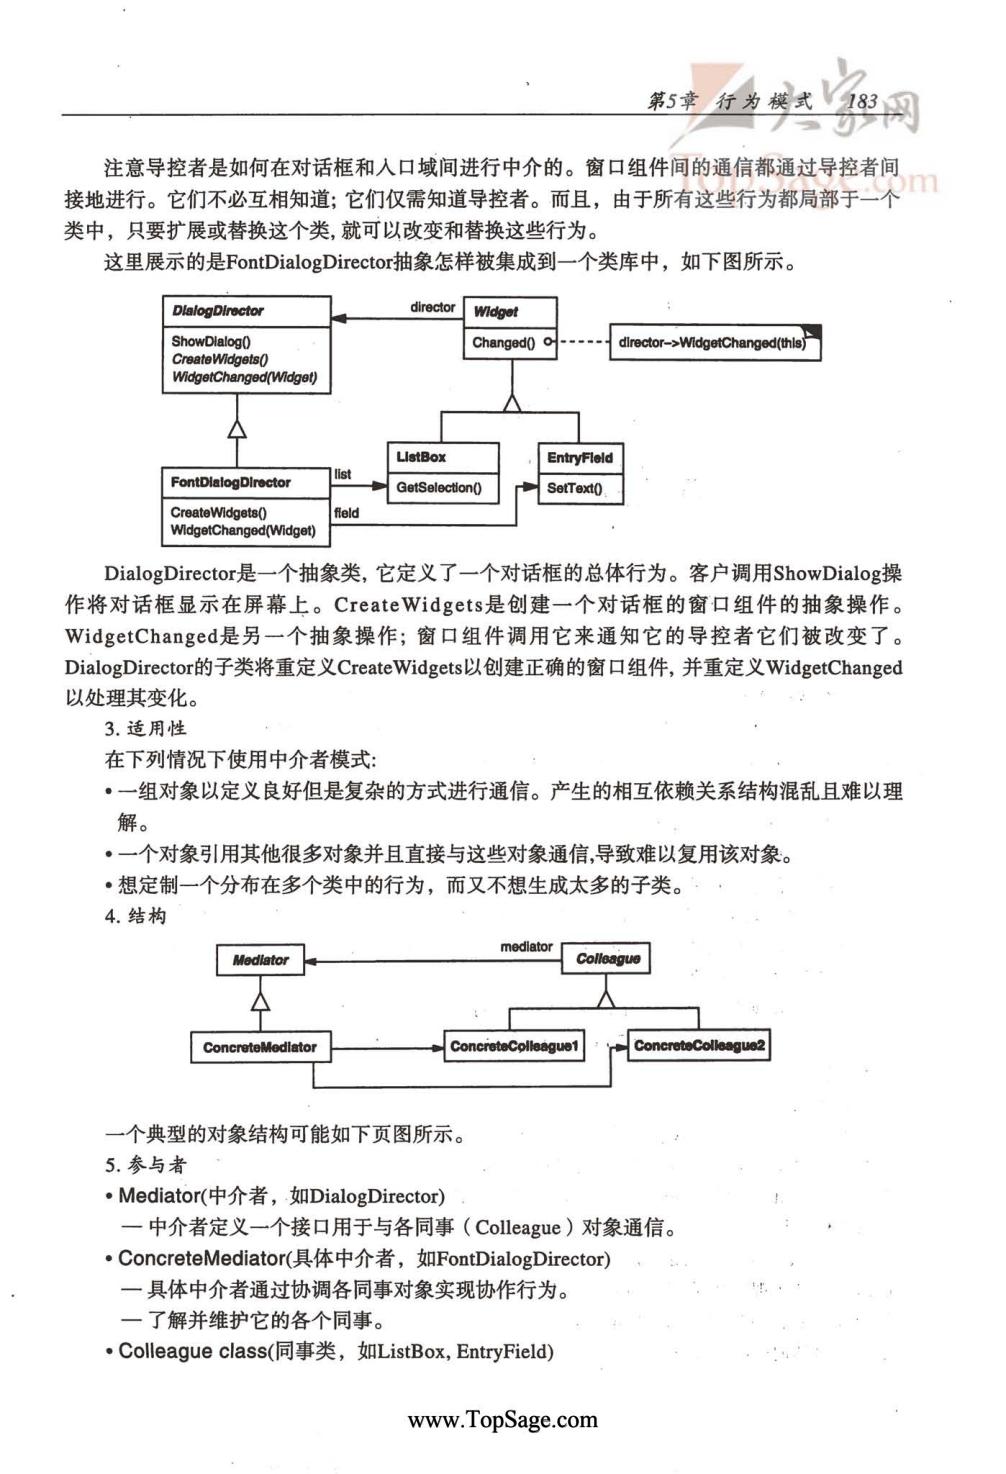 第5章 行为模式 183
大家网
TopSage.com
注意导控者是如何在对话框和人口域间进行中介的。窗口组件间的通信都通过导控者间
接地进行。它们不必互相知道; 它们仅需知道导控者。而且，由于所有这些行为都局部于一个
类中，只要扩展或替换这个类, 就可以改变和替换这些行为。
这里展示的是FontDialogDirector抽象怎样被集成到一个类库中，如下图所示。
DialogDirector
director
Widget
ShowDialog()
CreateWidgets()
WidgetChanged(Widget)
Changed()
director–>WidgetChanged(this)
ListBox
EntryField
FontDialogDirector
list
GetSelection()
SetText()
CreateWidgets()
WidgetChanged(Widget)
field
DialogDirector是一个抽象类, 它定义了一个对话框的总体行为。客户调用ShowDialog操
作将对话框显示在屏幕上。CreateWidgets是创建一个对话框的窗口组件的抽象操作。
WidgetChanged是另一个抽象操作; 窗口组件调用它来通知它的导控者它们被改变了。
DialogDirector的子类将重定义CreateWidgets以创建正确的窗口组件, 并重定义WidgetChanged
以处理其变化。
3. 适用性
在下列情况下使用中介者模式:
• 一组对象以定义良好但是复杂的方式进行通信。产生的相互依赖关系结构混乱且难以理
解。
• 一个对象引用其他很多对象并且直接与这些对象通信,导致难以复用该对象。
• 想定制一个分布在多个类中的行为，而又不想生成太多的子类。
4. 结构
Mediator
mediator
Colleague
ConcreteMediator
ConcreteColleague1
ConcreteColleague2
一个典型的对象结构可能如下页图所示。
5. 参与者
• Mediator(中介者，如DialogDirector)
— 中介者定义一个接口用于与各同事（Colleague）对象通信。
• ConcreteMediator(具体中介者，如FontDialogDirector)
— 具体中介者通过协调各同事对象实现协作行为。
— 了解并维护它的各个同事。
• Colleague class(同事类，如ListBox, EntryField)
www.TopSage.com